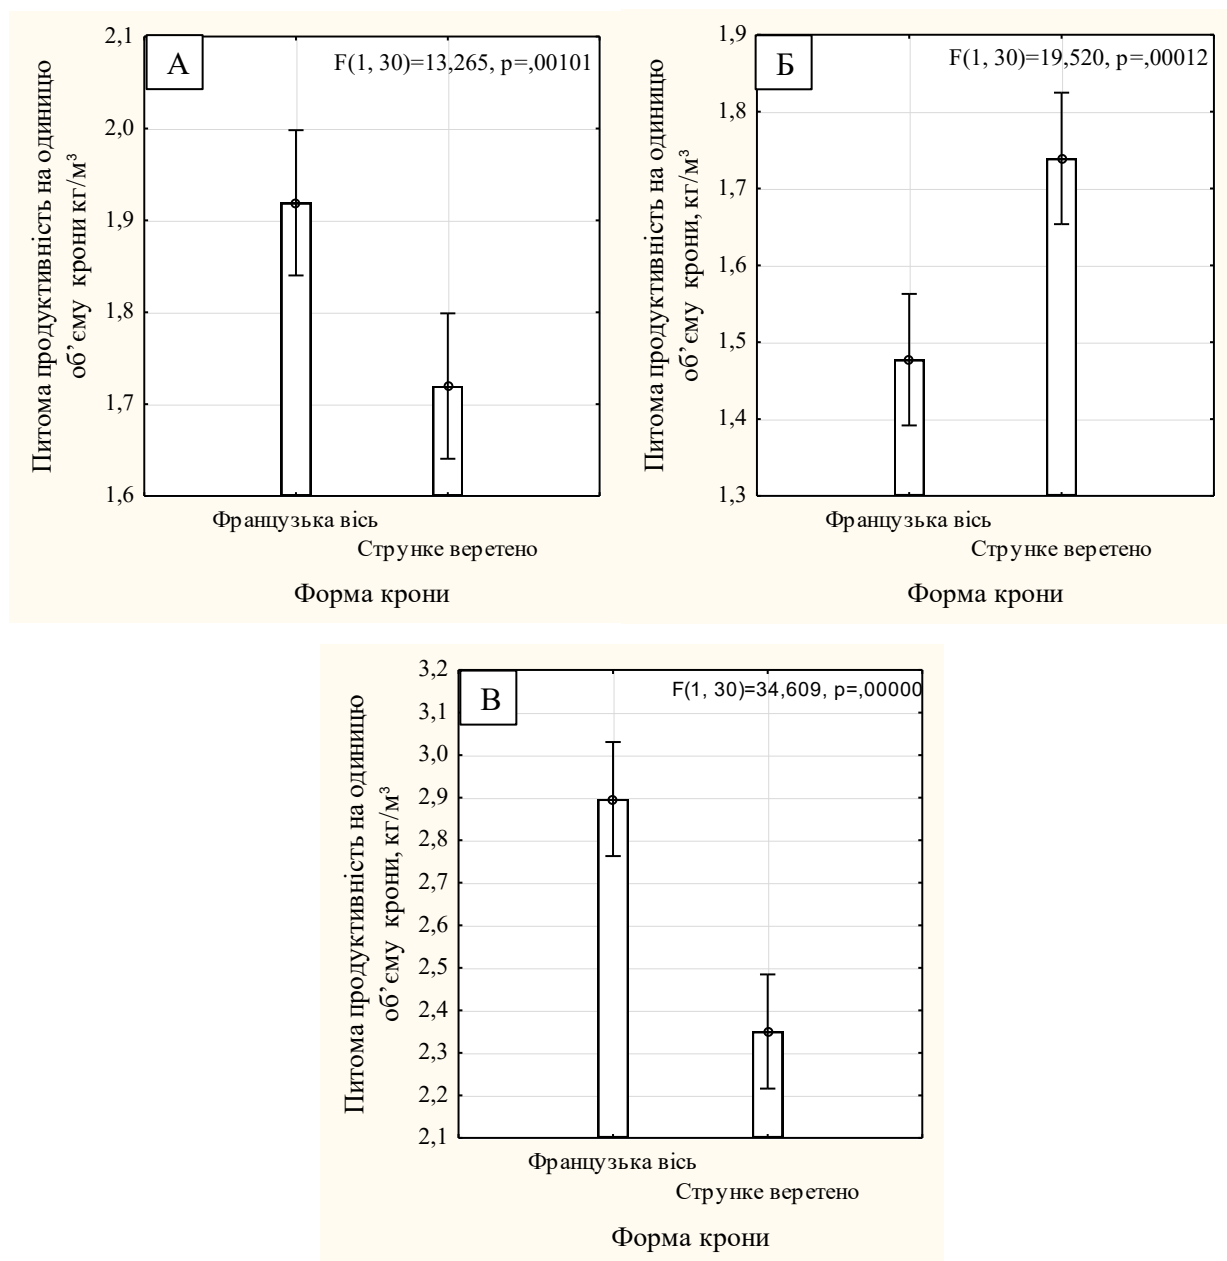 А
F(1, 30)=13,265, p=,00101
Питома продуктивність на одиницю
об’єму крони кг/м³
2,1
2,0
1,9
1,8
1,7
1,6
Французька вісь
Струнке веретено
Форма крони
Б
F(1, 30)=19,520, p=,00012
Питома продуктивність на одиницю
об’єму крони, кг/м³
1,9
1,8
1,7
1,6
1,5
1,4
1,3
Французька вісь
Струнке веретено
Форма крони
В
F(1, 30)=34,609, p=,00000
Питома продуктивність на одиницю
об’єму крони, кг/м³
3,2
3,1
3,0
2,9
2,8
2,7
2,6
2,5
2,4
2,3
2,2
2,1
Французька вісь
Струнке веретено
Форма крони